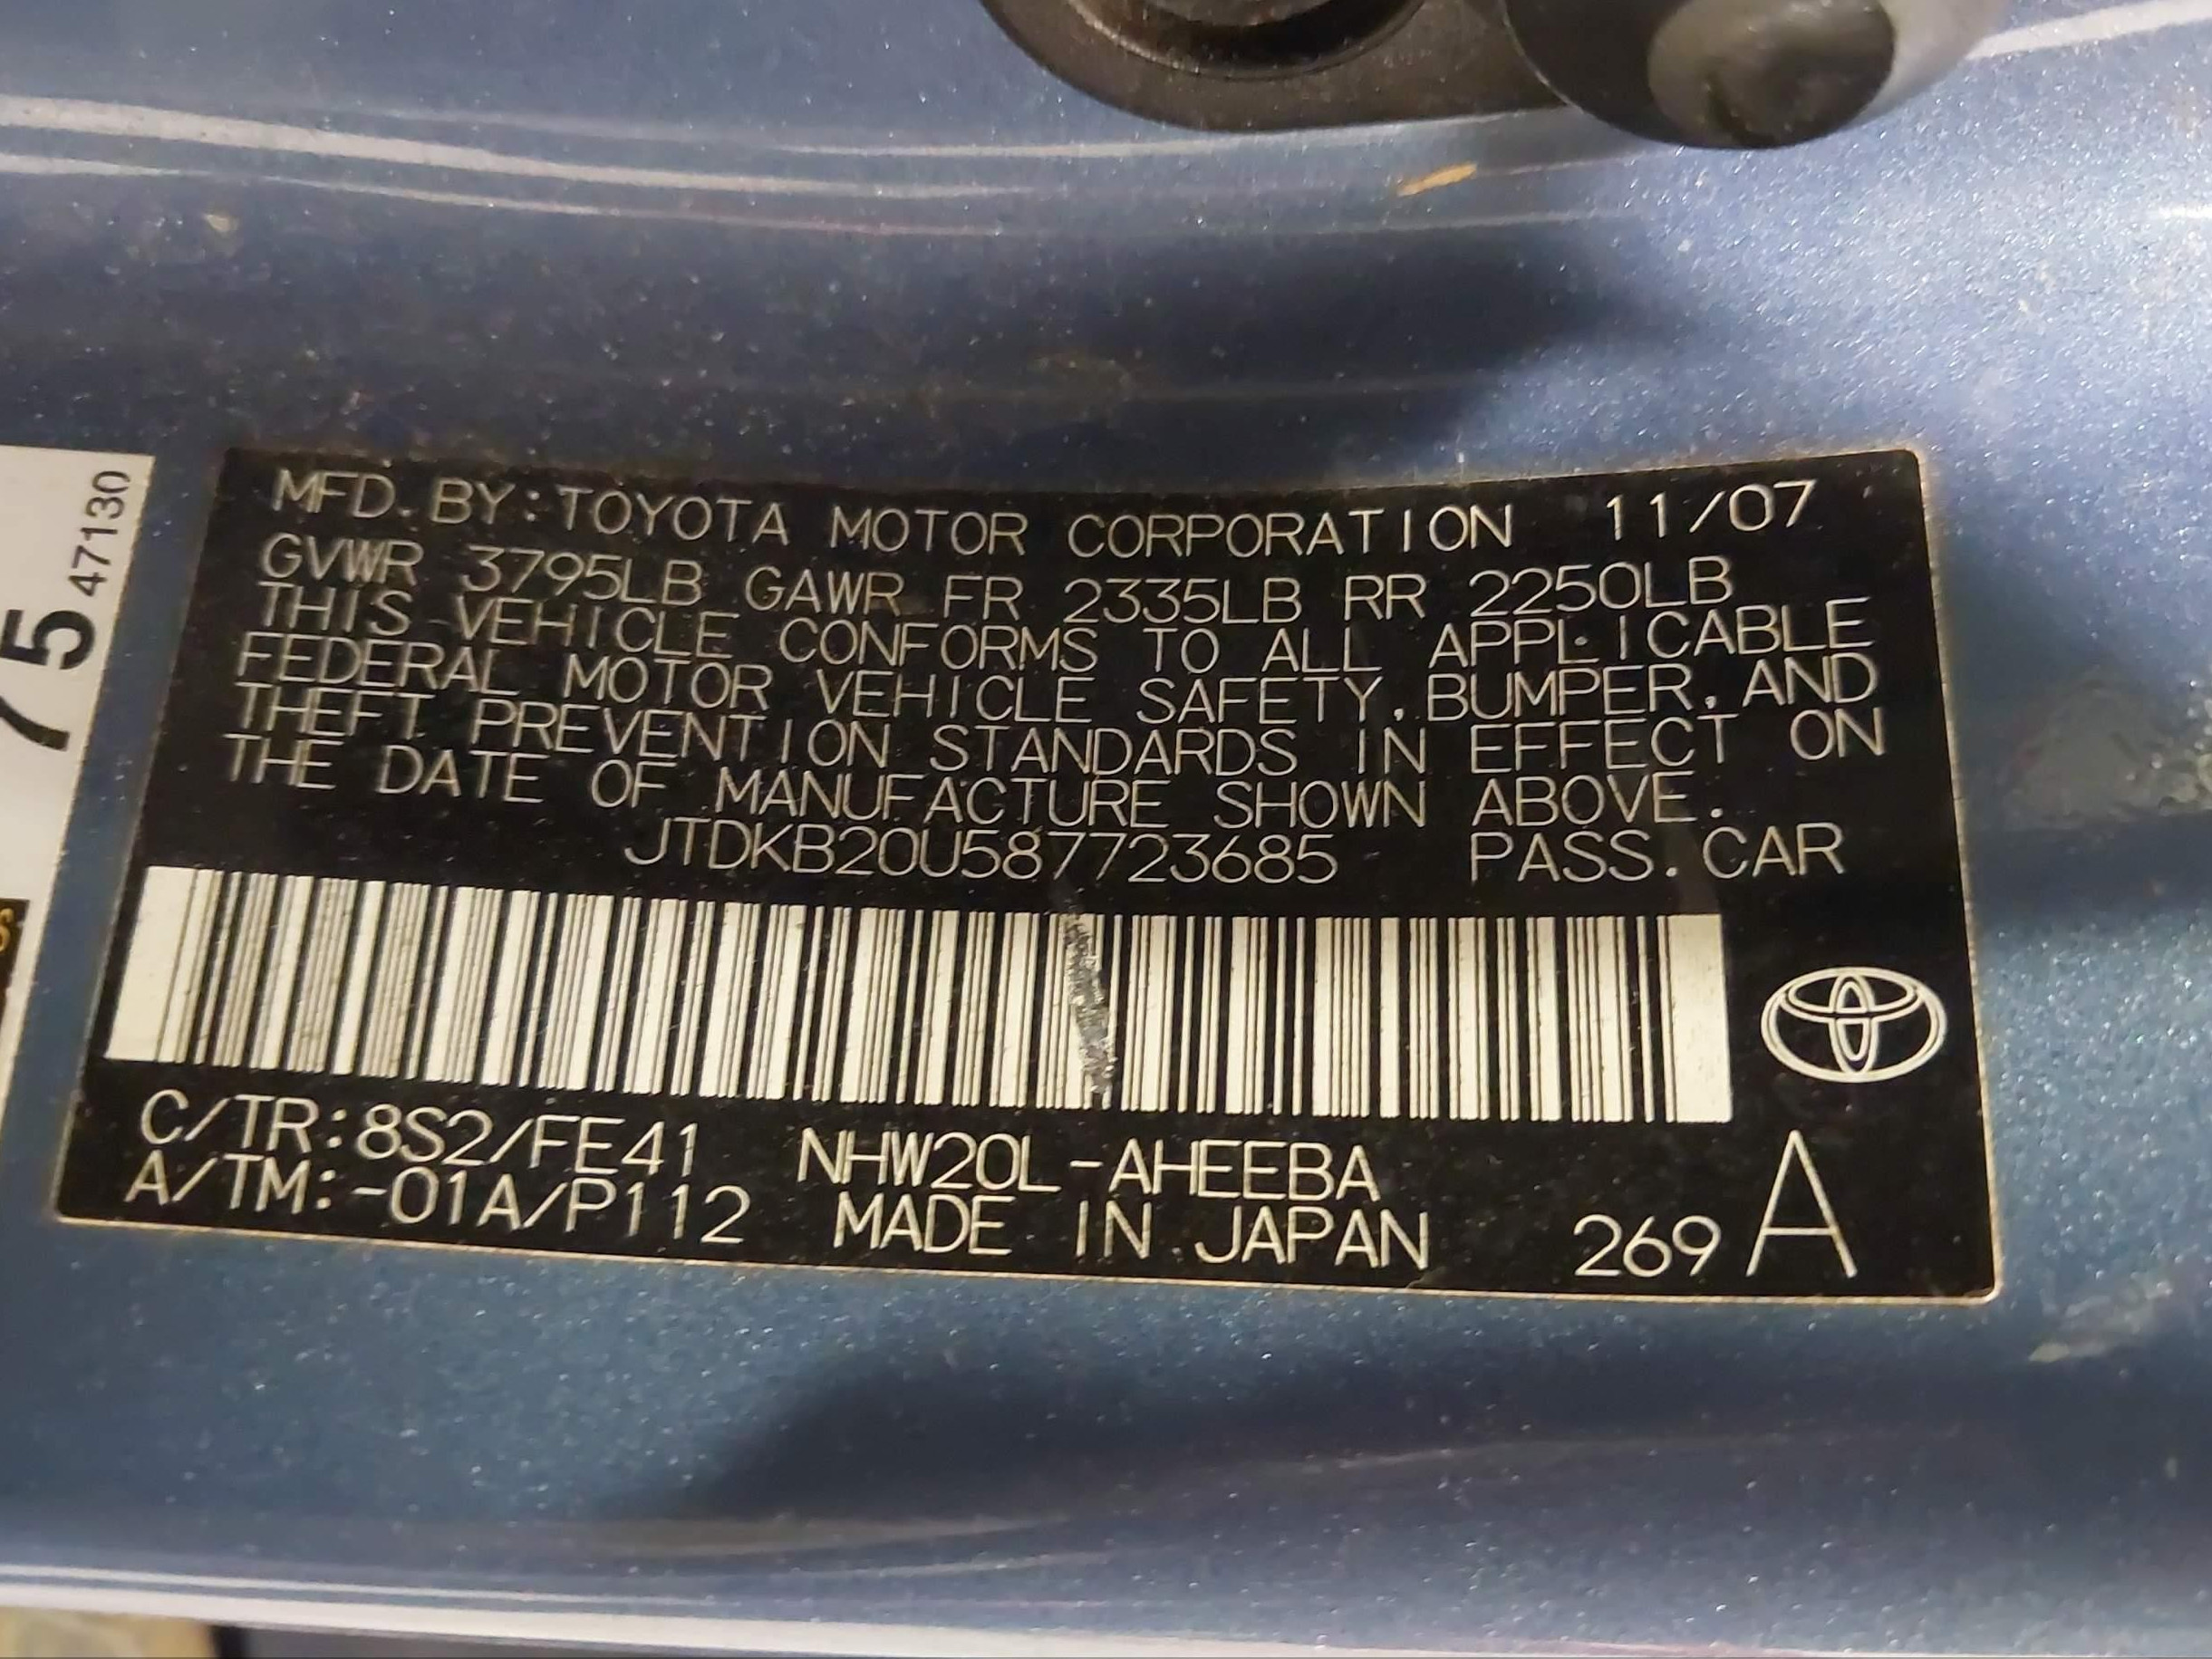 MFD. BY: TOYOTA MOTOR CORPORATION 11/07
GVWR 3795LB GAWR FR 2335LB RR 2250LB
THIS VEHICLE CONFORMS TO ALL APPLICABLE
FEDERAL MOTOR VEHICLE SAFETY, BUMPER, AND
THEFT PREVENTION STANDARDS IN EFFECT ON
THE DATE OF MANUFACTURE SHOWN ABOVE.
JTDKB20U587723685 PASS. CAR
C/TR: 8S2/FE41 NHW20L-AHEEBA
A/TM: -01A/P112 MADE IN JAPAN 269 A
75
47130